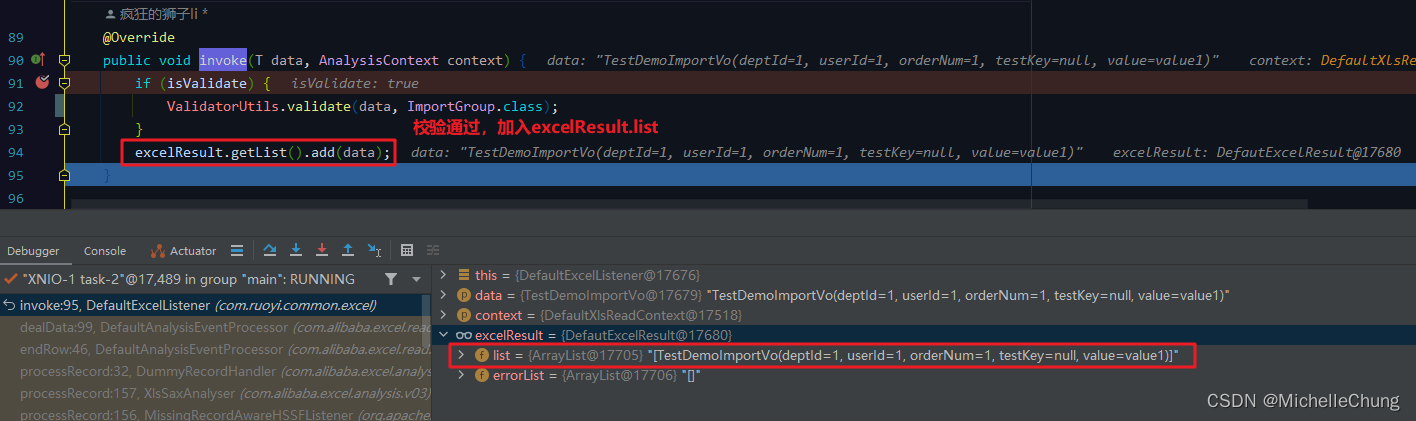 疯狂的狮子li *
89 @Override
90 public void invoke(T data, AnalysisContext context) { data: "TestDemoImportVo(deptId=1, userId=1, orderNum=1, testKey=null, value=value1)" context: DefaultXlsRe
91 if (isValidate) { isValidate: true
92 ValidatorUtils.validate(data, ImportGroup.class);
93 } 校验通过，加入excelResult.list
94 excelResult.getList().add(data); data: "TestDemoImportVo(deptId=1, userId=1, orderNum=1, testKey=null, value=value1)" excelResult: DefautExcelResult@17680
95 }
96
Debugger Console Actuator
"XNIO-1 task-2"@17,489 in group "main": RUNNING
this = {DefaultExcelListener@17676}
invoke:95, DefaultExcelListener (com.ruoyi.common.excel)
data = {TestDemoImportVo@17679} "TestDemoImportVo(deptId=1, userId=1, orderNum=1, testKey=null, value=value1)"
dealData:99, DefaultAnalysisEventProcessor (com.alibaba.excel.read
context = {DefaultXlsReadContext@17518}
endRow:46, DefaultAnalysisEventProcessor (com.alibaba.excel.read
excelResult = {DefautExcelResult@17680}
processRecord:32, DummyRecordHandler (com.alibaba.excel.analys
list = {ArrayList@17705} "[TestDemoImportVo(deptId=1, userId=1, orderNum=1, testKey=null, value=value1)]"
processRecord:157, XlsSaxAnalyser (com.alibaba.excel.analysis.v03)
errorList = {ArrayList@17706} "[]"
processRecord:156, MissingRecordAwareHSSFListener (org.apache
CSDN @MichelleChung